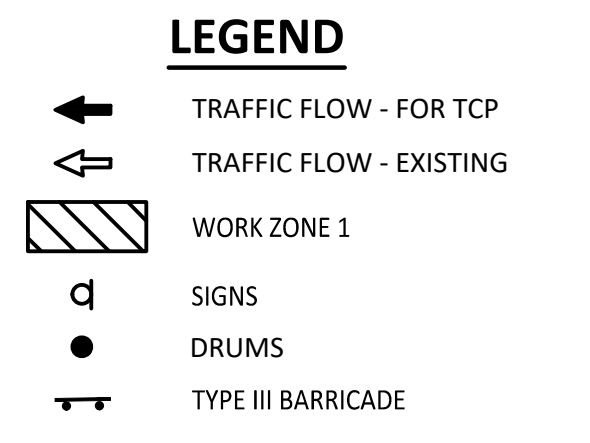 LEGEND
TRAFFIC FLOW - FOR TCP
TRAFFIC FLOW - EXISTING
WORK ZONE 1
SIGNS
DRUMS
TYPE III BARRICADE